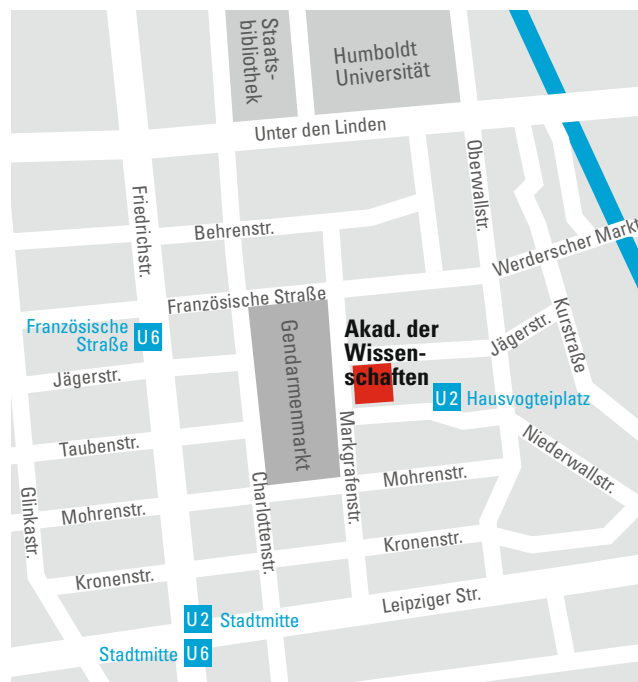 Staats-
bibliothek
Humboldt
Universität
Unter den Linden
Oberwallstr.
Friedrichstr.
Behrenstr.
Werderscher Markt
Französische Straße
Französische
Straße U6
Akad. der
Wissen-
schaften
Gendarmenmarkt
Jägerstr.
Kurstraße
Jägerstr.
U2 Hausvogteiplatz
Markgrafenstr.
Taubenstr.
Niederwallstr.
Charlottenstr.
Mohrenstr.
Glinkastr.
Mohrenstr.
Kronenstr.
Kronenstr.
Leipziger Str.
U2 Stadtmitte
Stadtmitte U6